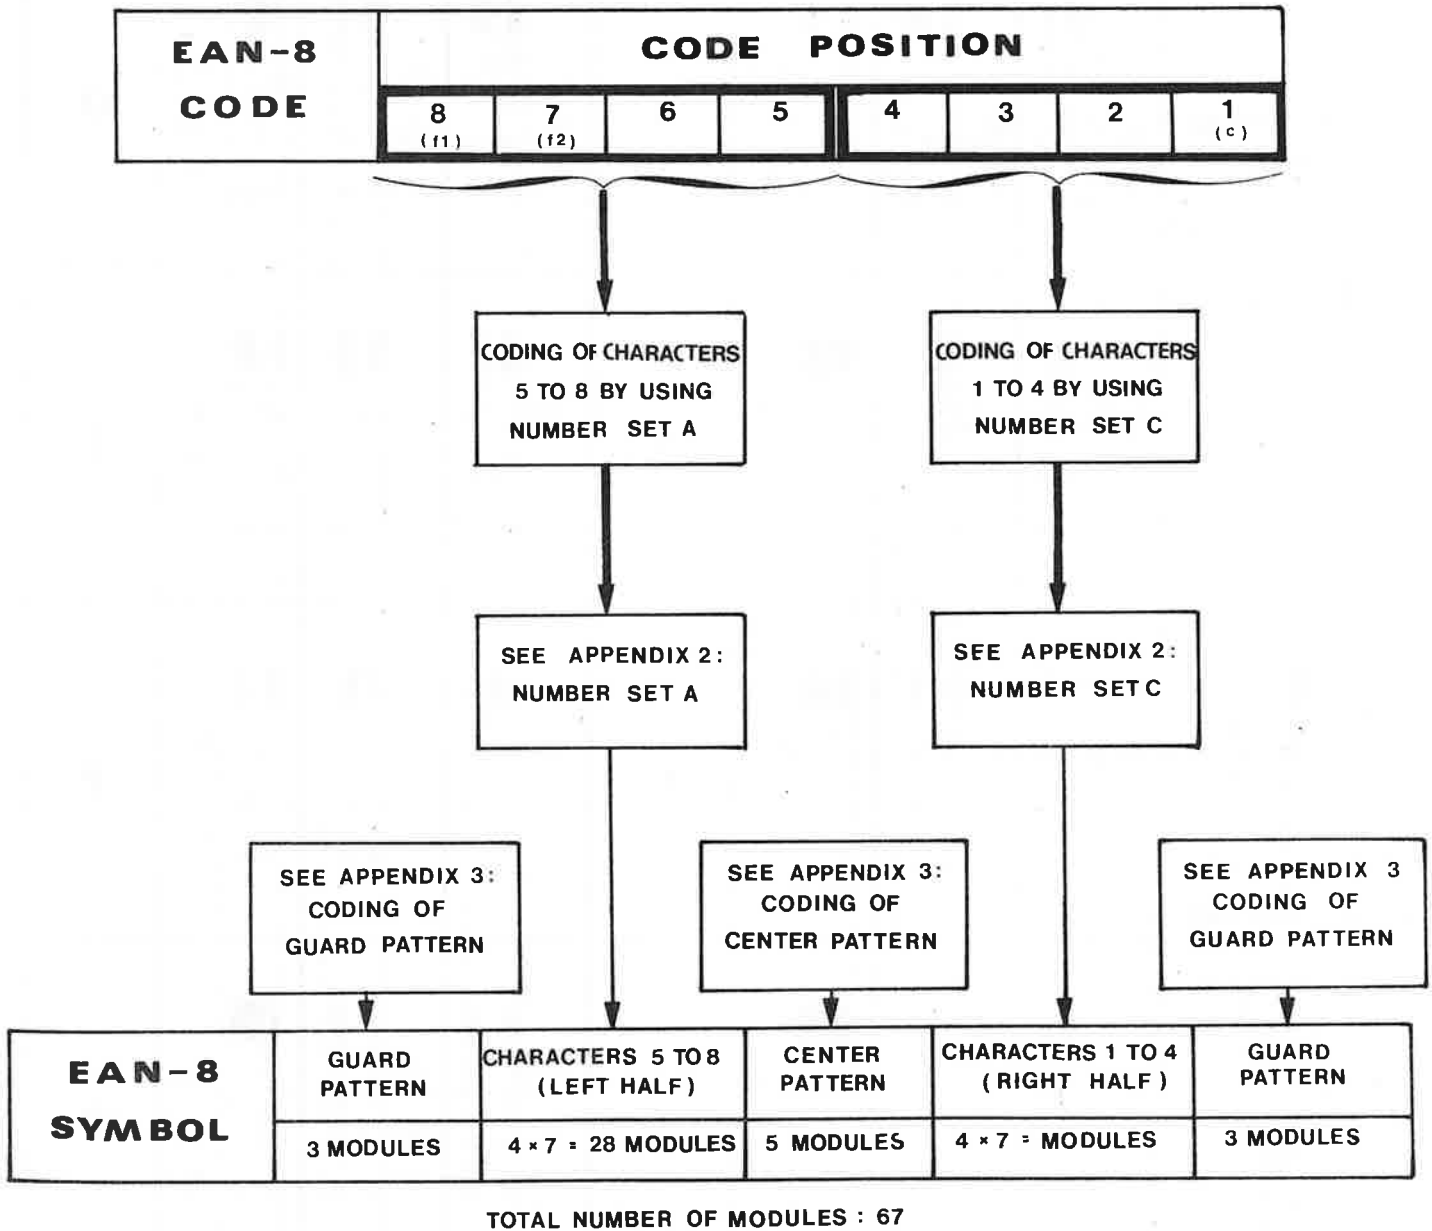 EAN-8
CODE
CODE POSITION
8 7 6 5 4 3 2 1
(f1) (f2) (c)
CODING OF CHARACTERS
5 TO 8 BY USING
NUMBER SET A
CODING OF CHARACTERS
1 TO 4 BY USING
NUMBER SET C
SEE APPENDIX 2:
NUMBER SET A
SEE APPENDIX 2:
NUMBER SET C
SEE APPENDIX 3:
CODING OF
GUARD PATTERN
SEE APPENDIX 3:
CODING OF
CENTER PATTERN
SEE APPENDIX 3
CODING OF
GUARD PATTERN
EAN-8
SYMBOL
GUARD
PATTERN
CHARACTERS 5 TO 8
(LEFT HALF)
CENTER
PATTERN
CHARACTERS 1 TO 4
(RIGHT HALF)
GUARD
PATTERN
3 MODULES
4 × 7 = 28 MODULES
5 MODULES
4 × 7 = MODULES
3 MODULES
TOTAL NUMBER OF MODULES : 67